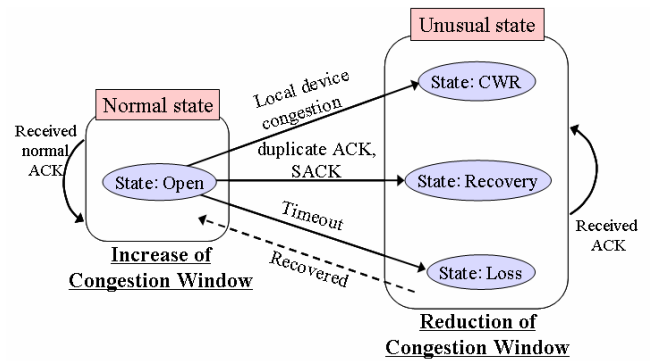 Unusual state
Normal state
State: CWR
Local device
congestion
Received
normal
ACK
duplicate ACK,
SACK
State: Open
State: Recovery
Timeout
Received
ACK
Recovered
State: Loss
Increase of
Congestion Window
Reduction of
Congestion Window